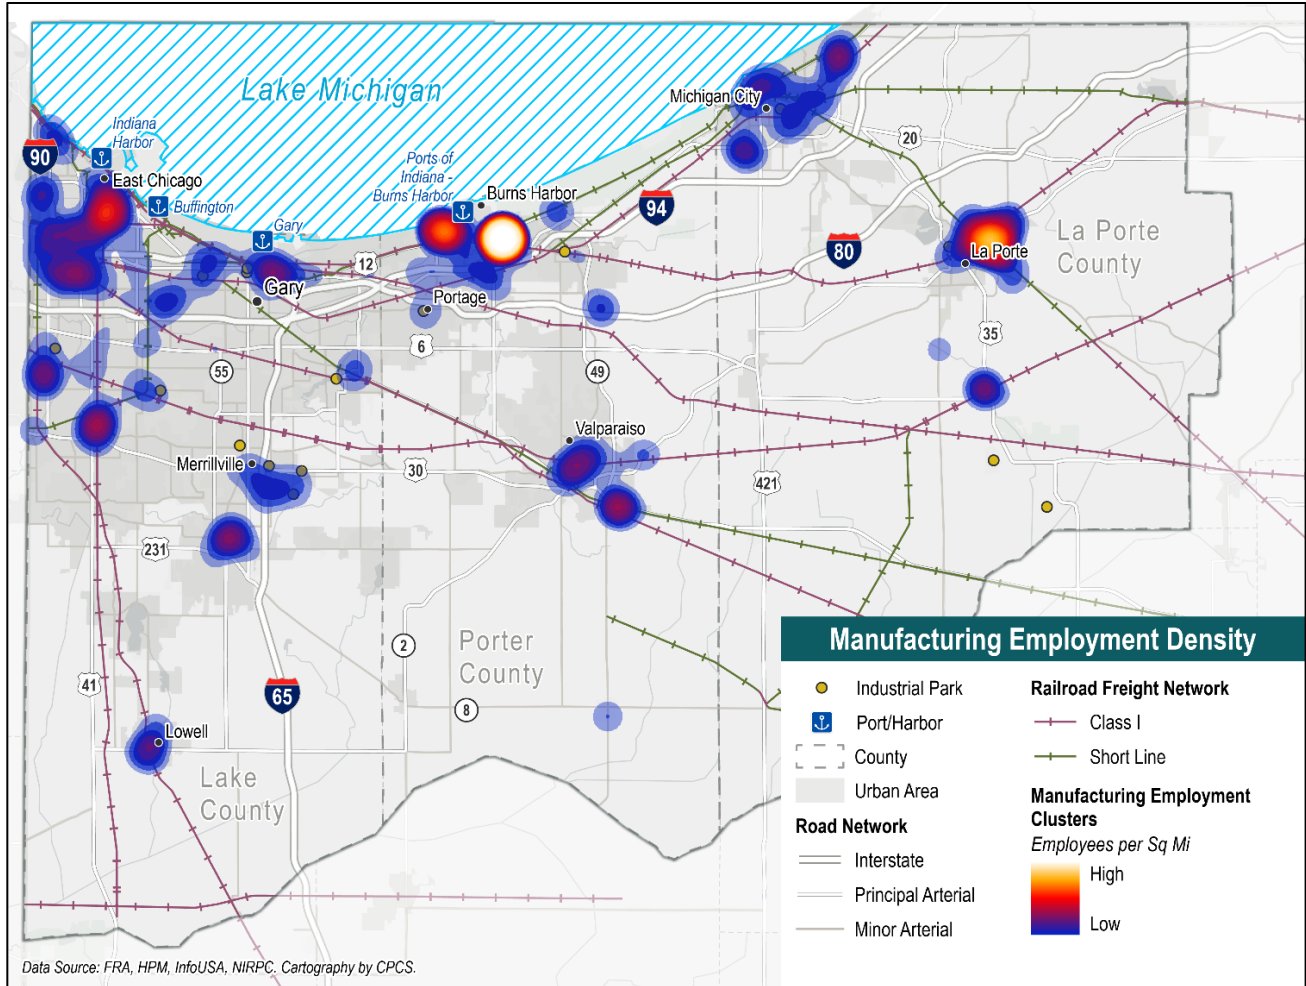 Lake Michigan
Indiana
Harbor
90
East Chicago
Buffington
Gary
Ports of
Indiana -
Burns Harbor
Burns Harbor
Michigan City
20
94
La Porte
County
80
La Porte
12
Gary
Portage
6
35
55
49
Valparaiso
Merrillville
30
421
231
Porter
County
2
41
65
8
Lowell
Lake
County
Manufacturing Employment Density
Industrial Park
Port/Harbor
County
Urban Area
Road Network
Interstate
Principal Arterial
Minor Arterial
Railroad Freight Network
Class I
Short Line
Manufacturing Employment
Clusters
Employees per Sq Mi
High
Low
Data Source: FRA, HPM, InfoUSA, NIRPC. Cartography by CPCS.